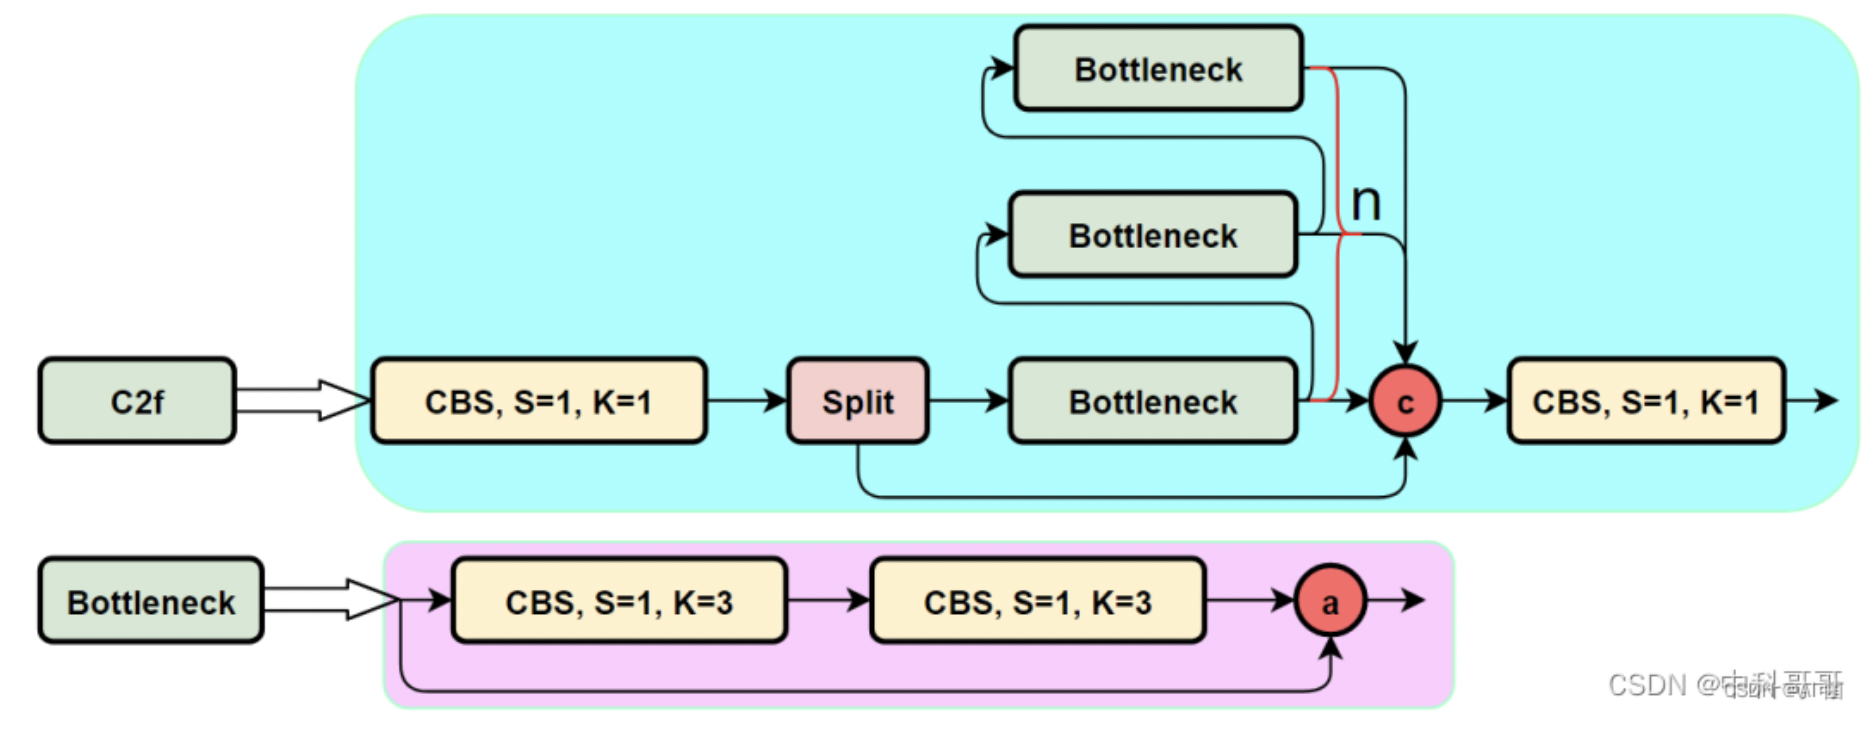 Bottleneck
n
Bottleneck
C2f
CBS, S=1, K=1
Split
Bottleneck
c
CBS, S=1, K=1
Bottleneck
CBS, S=1, K=3
CBS, S=1, K=3
a
CSDN @中科哥哥